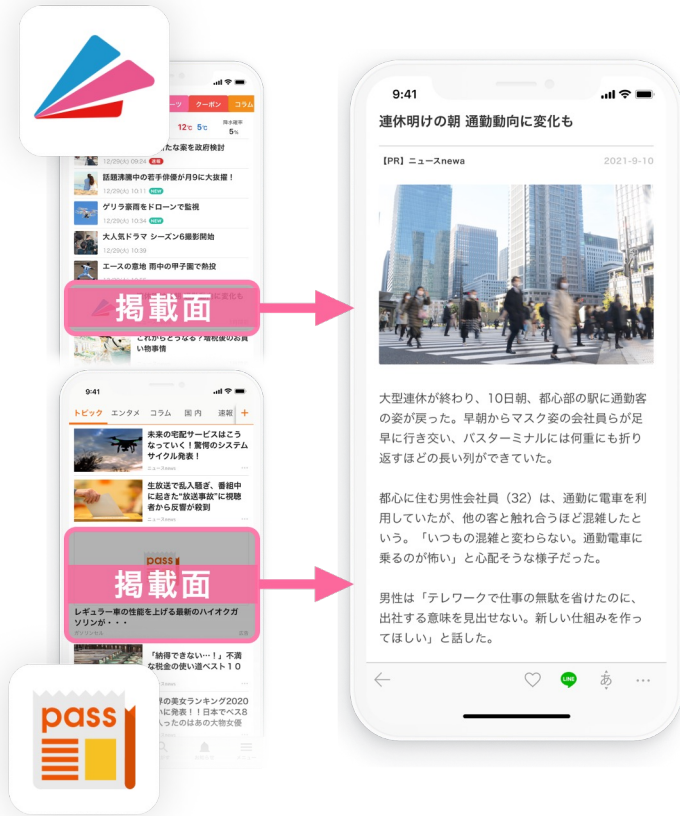 ーツ クーポン コラム
12℃ 5℃ 降水確率
5%
たな案を政府検討
12/29(火) 09:24 速報
話題沸騰中の若手俳優が月9に大抜擢！
12/29(火) 10:11 NEW
ゲリラ豪雨をドローンで監視
12/29(火) 10:34 NEW
大人気ドラマ シーズン6撮影開始
12/29(火) 10:39
エースの意地 雨中の甲子園で熱投
に変化も
掲載面
これからどうなる？増税後のお買
い物事情
9:41
トピック エンタメ コラム 国内 速報 +
未来の宅配サービスはこう
なっていく！驚愕のシステム
サイクル発表！
ニュースnewa
生放送で乱入騒ぎ、番組中
に起きた“放送事故”に視聴
者から反響が殺到
ニュースnewa
pass
掲載面
レギュラー車の性能を上げる最新のハイオクガ
ソリンが・・・
ガソリンセル 広告
「納得できない…！」不満
な税金の使い道ベスト１０
界の美女ランキング2020
に発表！！日本でベス8
入ったのはあの大物女優
pass
9:41
連休明けの朝 通勤動向に変化も
【PR】ニュースnewa 2021-9-10
大型連休が終わり、10日朝、都心部の駅に通勤客
の姿が戻った。早朝からマスク姿の会社員らが足
早に行き交い、バスターミナルには何重にも折り
返すほどの長い列ができていた。
都心に住む男性会社員（32）は、通勤に電車を利
用していたが、他の客と触れ合うほど混雑したと
いう。「いつもの混雑と変わらない。通勤電車に
乗るのが怖い」と心配そうな様子だった。
男性は「テレワークで仕事の無駄を省けたのに、
出社する意味を見出せない。新しい仕組みを作っ
てほしい」と話した。
LINE あ